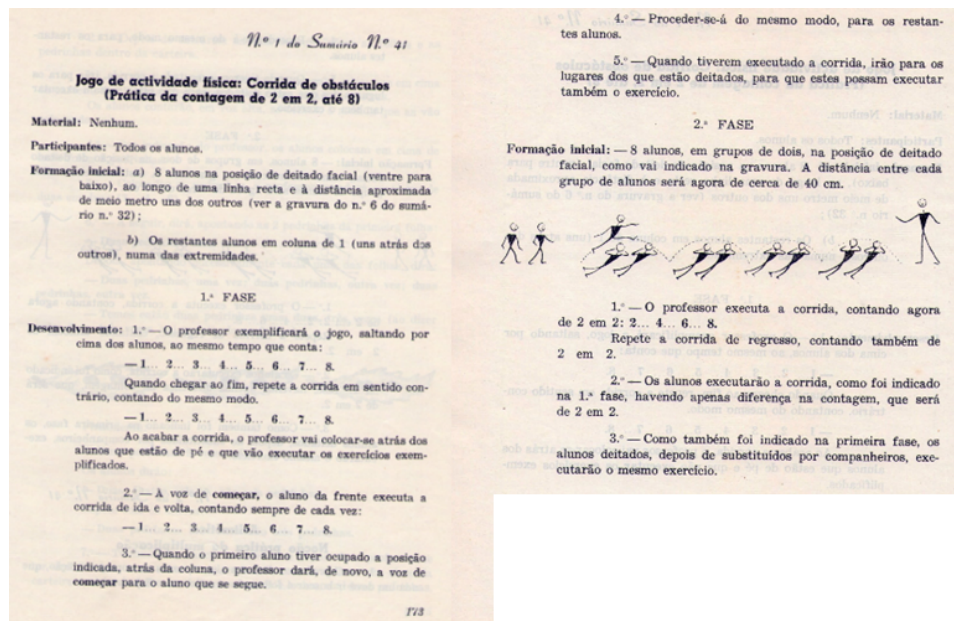 N.º 1 do Sumário N.º 41
Jogo de actividade física: Corrida de obstáculos
(Prática da contagem de 2 em 2, até 8)
Material: Nenhum.
Participantes: Todos os alunos.
Formação inicial: a) 8 alunos na posição de deitado facial (ventre para
baixo), ao longo de uma linha recta e à distância aproximada
de meio metro uns dos outros (ver a gravura do n.º 6 do sumá-
rio n.º 32);
b) Os restantes alunos em coluna de 1 (uns atrás dos
outros), numa das extremidades.
1.ª FASE
Desenvolvimento: 1.º — O professor exemplificará o jogo, saltando por
cima dos alunos, ao mesmo tempo que conta:
— 1... 2... 3... 4... 5... 6... 7... 8.
Quando chegar ao fim, repete a corrida em sentido con-
trário, contando do mesmo modo.
— 1... 2... 3... 4... 5... 6... 7... 8.
Ao acabar a corrida, o professor vai colocar-se atrás dos
alunos que estão de pé e que vão executar os exercícios exem-
plificados.
2.º — À voz de começar, o aluno da frente executa a
corrida de ida e volta, contando sempre de cada vez:
— 1... 2... 3... 4... 5... 6... 7... 8.
3.º — Quando o primeiro aluno tiver ocupado a posição
indicada, atrás da coluna, o professor dará, de novo, a voz de
começar para o aluno que se segue.
173
4.º — Proceder-se-á do mesmo modo, para os restan-
tes alunos.
5.º — Quando tiverem executado a corrida, irão para os
lugares dos que estão deitados, para que estes possam executar
também o exercício.
2.ª FASE
Formação inicial: — 8 alunos, em grupos de dois, na posição de deitado
facial, como vai indicado na gravura. A distância entre cada
grupo de alunos será agora de cerca de 40 cm.
1.º — O professor executa a corrida, contando agora
de 2 em 2: 2... 4... 6... 8.
Repete a corrida de regresso, contando também de
2 em 2.
2.º — Os alunos executarão a corrida, como foi indicado
na 1.ª fase, havendo apenas diferença na contagem, que será
de 2 em 2.
3.º — Como também foi indicado na primeira fase, os
alunos deitados, depois de substituídos por companheiros, exe-
cutarão o mesmo exercício.